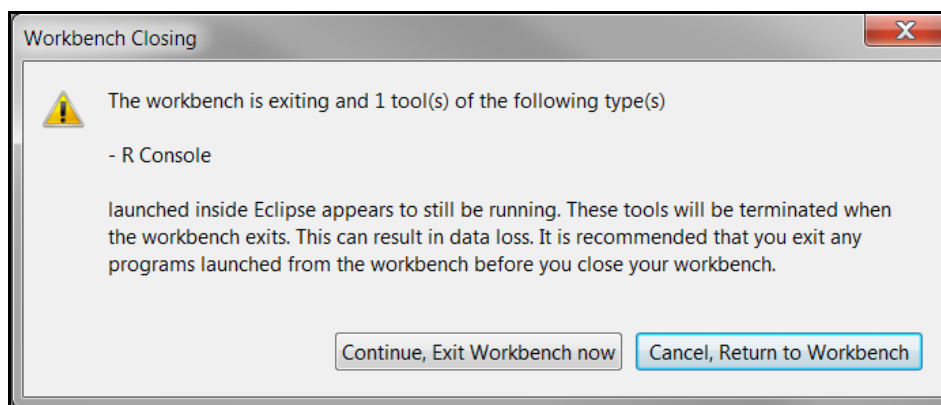 Workbench Closing
The workbench is exiting and 1 tool(s) of the following type(s)
- R Console
launched inside Eclipse appears to still be running. These tools will be terminated when
the workbench exits. This can result in data loss. It is recommended that you exit any
programs launched from the workbench before you close your workbench.
Continue, Exit Workbench now Cancel, Return to Workbench